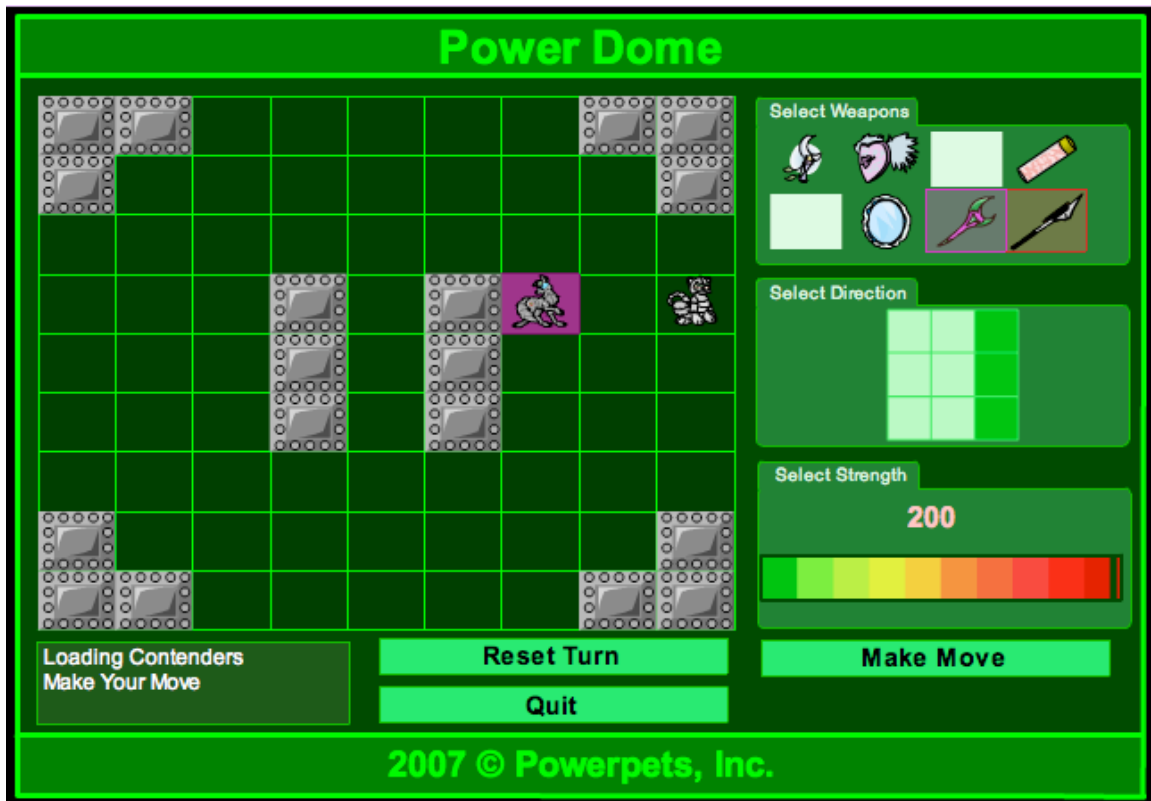 Power Dome
Select Weapons
Select Direction
Select Strength
200
Loading Contenders
Make Your Move
Reset Turn
Quit
Make Move
2007 © Powerpets, Inc.